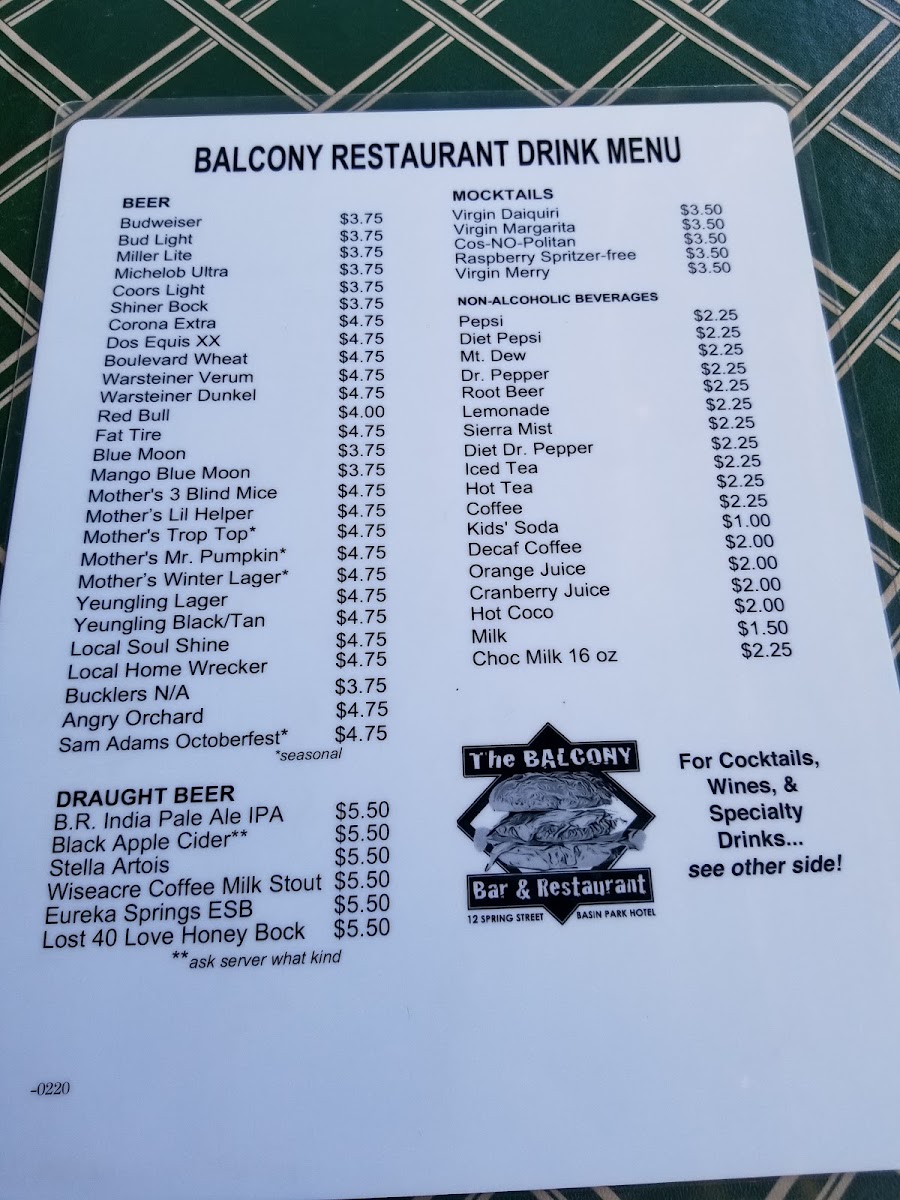 BALCONY RESTAURANT DRINK MENU
BEER
Budweiser $3.75
Bud Light $3.75
Miller Lite $3.75
Michelob Ultra $3.75
Coors Light $3.75
Shiner Bock $3.75
Corona Extra $4.75
Dos Equis XX $4.75
Boulevard Wheat $4.75
Warsteiner Verum $4.75
Warsteiner Dunkel $4.75
Red Bull $4.00
Fat Tire $4.75
Blue Moon $3.75
Mango Blue Moon $3.75
Mother's 3 Blind Mice $4.75
Mother's Lil Helper $4.75
Mother's Trop Top* $4.75
Mother's Mr. Pumpkin* $4.75
Mother's Winter Lager* $4.75
Yeungling Lager $4.75
Yeungling Black/Tan $4.75
Local Soul Shine $4.75
Local Home Wrecker $4.75
Bucklers N/A $3.75
Angry Orchard $4.75
Sam Adams Octoberfest* $4.75
*seasonal
DRAUGHT BEER
B.R. India Pale Ale IPA $5.50
Black Apple Cider** $5.50
Stella Artois $5.50
Wiseacre Coffee Milk Stout $5.50
Eureka Springs ESB $5.50
Lost 40 Love Honey Bock $5.50
**ask server what kind
-0220
MOCKTAILS
Virgin Daiquiri $3.50
Virgin Margarita $3.50
Cos-NO-Politan $3.50
Raspberry Spritzer-free $3.50
Virgin Merry $3.50
NON-ALCOHOLIC BEVERAGES
Pepsi $2.25
Diet Pepsi $2.25
Mt. Dew $2.25
Dr. Pepper $2.25
Root Beer $2.25
Lemonade $2.25
Sierra Mist $2.25
Diet Dr. Pepper $2.25
Iced Tea $2.25
Hot Tea $2.25
Coffee $2.25
Kids' Soda $1.00
Decaf Coffee $2.00
Orange Juice $2.00
Cranberry Juice $2.00
Hot Coco $2.00
Milk $1.50
Choc Milk 16 oz $2.25
The BALCONY
Bar & Restaurant
12 SPRING STREET BASIN PARK HOTEL
For Cocktails,
Wines, &
Specialty
Drinks...
see other side!